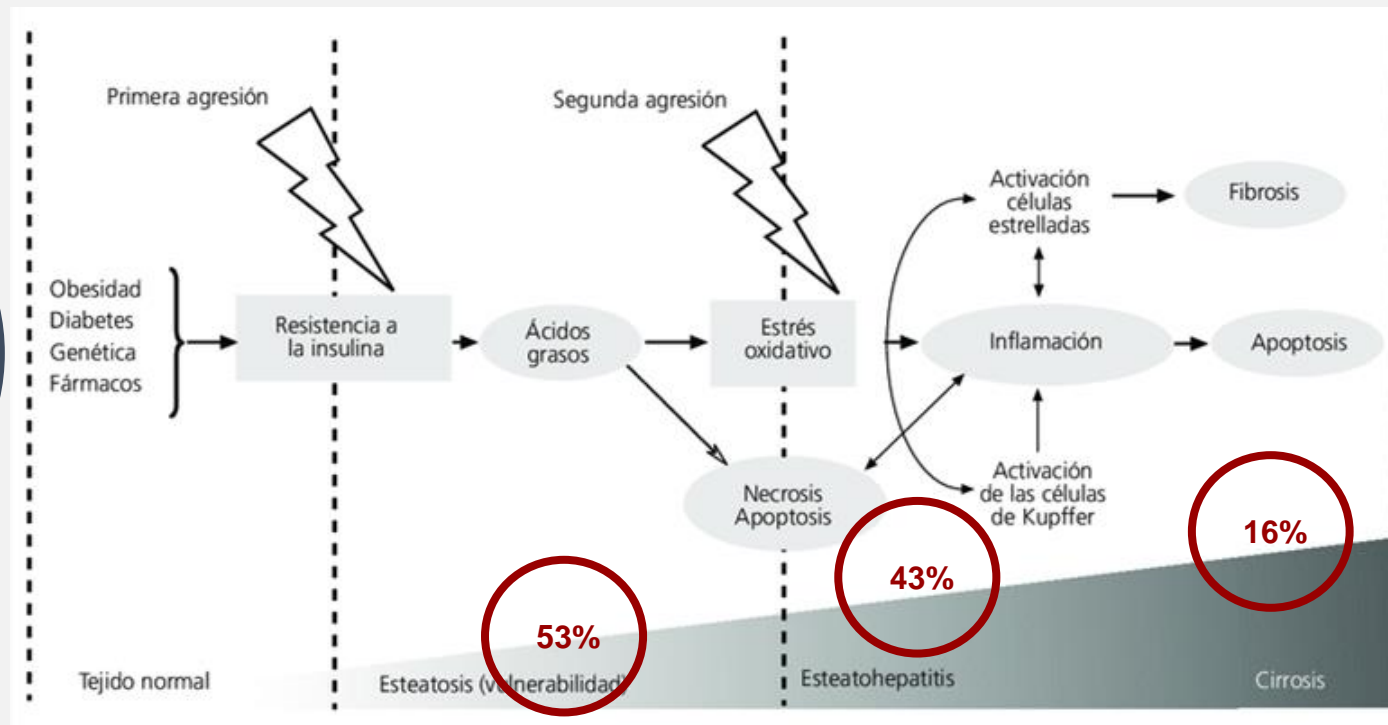 Primera agresión
Segunda agresión
Obesidad
Diabetes
Genética
Fármacos
Resistencia a
la insulina
Ácidos
grasos
Estrés
oxidativo
Necrosis
Apoptosis
Activación
células
estrelladas
Fibrosis
Inflamación
Apoptosis
Activación
de las células
de Kupffer
53%
43%
16%
Tejido normal
Esteatosis (vulnerabilidad)
Esteatohepatitis
Cirrosis